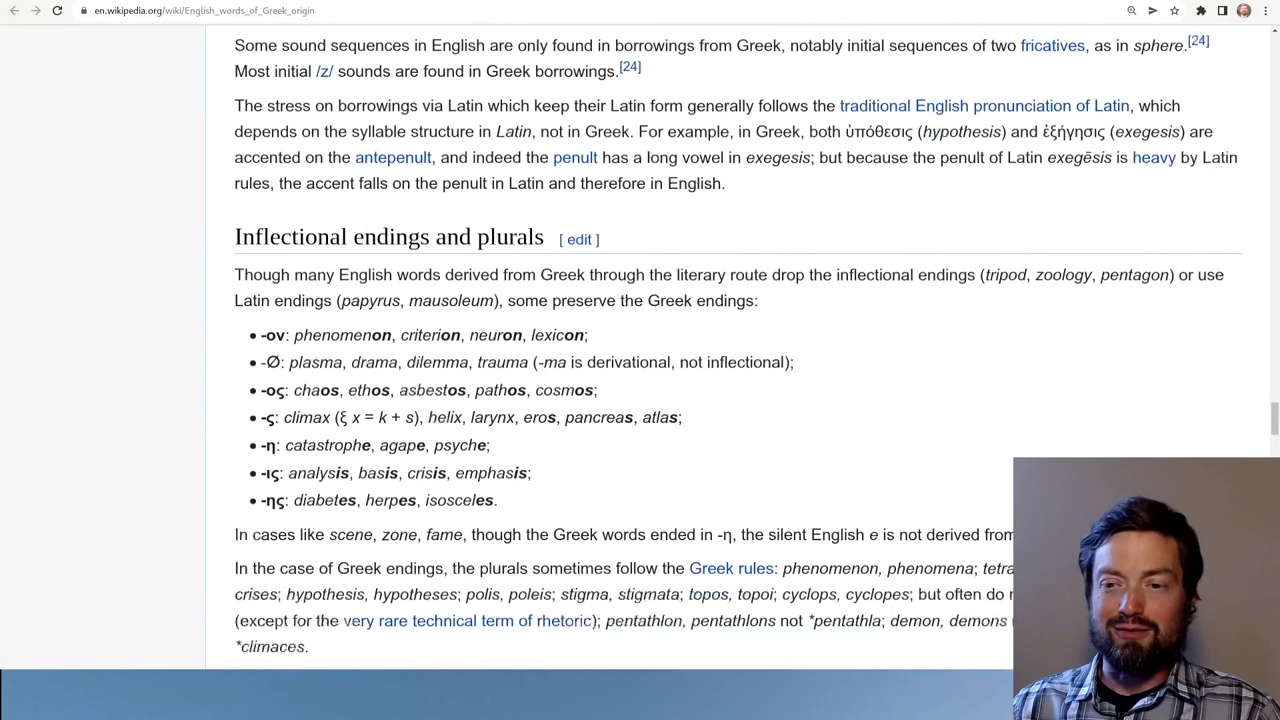 en.wikipedia.org/wiki/English_words_of_Greek_origin
Some sound sequences in English are only found in borrowings from Greek, notably initial sequences of two fricatives, as in sphere.[24]
Most initial /z/ sounds are found in Greek borrowings.[24]
The stress on borrowings via Latin which keep their Latin form generally follows the traditional English pronunciation of Latin, which
depends on the syllable structure in Latin, not in Greek. For example, in Greek, both ὑπόθεσις (hypothesis) and ἐξήγησις (exegesis) are
accented on the antepenult, and indeed the penult has a long vowel in exegesis; but because the penult of Latin exegēsis is heavy by Latin
rules, the accent falls on the penult in Latin and therefore in English.
Inflectional endings and plurals [ edit ]
Though many English words derived from Greek through the literary route drop the inflectional endings (tripod, zoology, pentagon) or use
Latin endings (papyrus, mausoleum), some preserve the Greek endings:
• -ον: phenomenon, criterion, neuron, lexicon;
• -∅: plasma, drama, dilemma, trauma (-ma is derivational, not inflectional);
• -ος: chaos, ethos, asbestos, pathos, cosmos;
• -ς: climax (ξ x = k + s), helix, larynx, eros, pancreas, atlas;
• -η: catastrophe, agape, psyche;
• -ις: analysis, basis, crisis, emphasis;
• -ης: diabetes, herpes, isosceles.
In cases like scene, zone, fame, though the Greek words ended in -η, the silent English e is not derived from
In the case of Greek endings, the plurals sometimes follow the Greek rules: phenomenon, phenomena; tetra
crises; hypothesis, hypotheses; polis, poleis; stigma, stigmata; topos, topoi; cyclops, cyclopes; but often do
(except for the very rare technical term of rhetoric); pentathlon, pentathlons not *pentathla; demon, demons
*climaces.